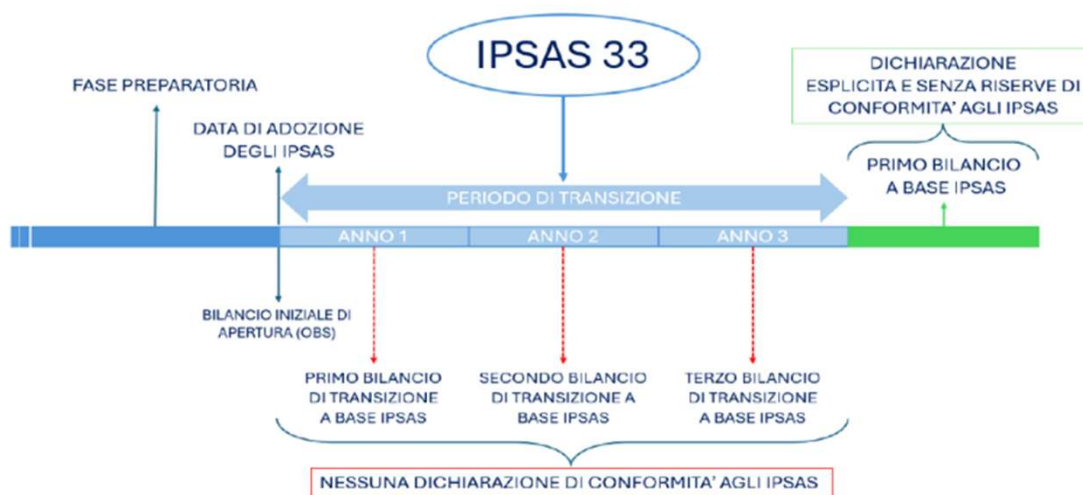 IPSAS 33
FASE PREPARATORIA
DATA DI ADOZIONE
DEGLI IPSAS
DICHIARAZIONE
ESPLICITA E SENZA RISERVE DI
CONFORMITA' AGLI IPSAS
PRIMO BILANCIO
A BASE IPSAS
PERIODO DI TRANSIZIONE
ANNO 1
ANNO 2
ANNO 3
BILANCIO INIZIALE DI
APERTURA (OBS)
PRIMO BILANCIO
DI TRANSIZIONE
A BASE IPSAS
SECONDO BILANCIO
DI TRANSIZIONE A
BASE IPSAS
TERZO BILANCIO
DI TRANSIZIONE
A BASE IPSAS
NESSUNA DICHIARAZIONE DI CONFORMITA' AGLI IPSAS